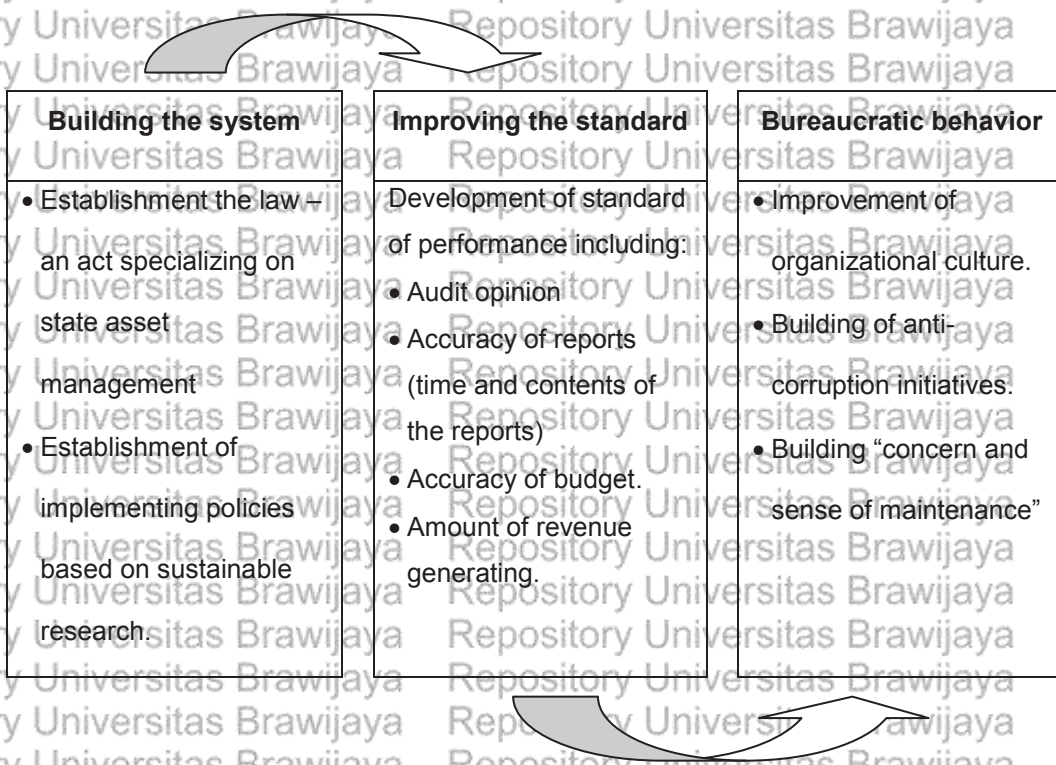 Building the system
• Establishment the law –
an act specializing on
state asset
management
• Establishment of
implementing policies
based on sustainable
research.
Improving the standard
Development of standard
of performance including:
• Audit opinion
• Accuracy of reports
(time and contents of
the reports)
• Accuracy of budget.
• Amount of revenue
generating.
Bureaucratic behavior
• Improvement of
organizational culture.
• Building of anti-
corruption initiatives.
• Building “concern and
sense of maintenance”
Repository Universitas Brawijaya